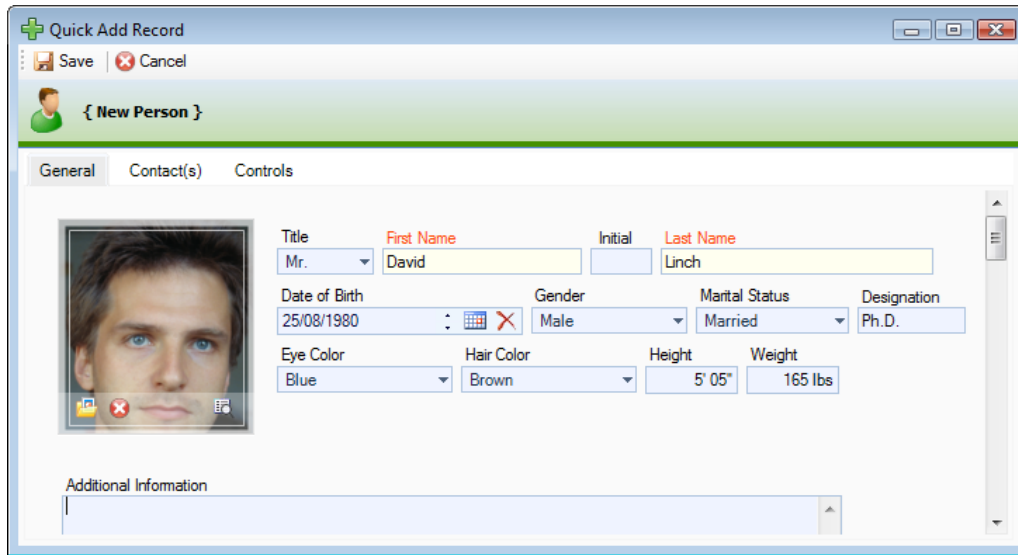 Quick Add Record
Save Cancel
{ New Person }
General Contact(s) Controls
Title First Name Initial Last Name
Mr. David Linch
Date of Birth Gender Marital Status Designation
25/08/1980 Male Married Ph.D.
Eye Color Hair Color Height Weight
Blue Brown 5' 05" 165 lbs
Additional Information